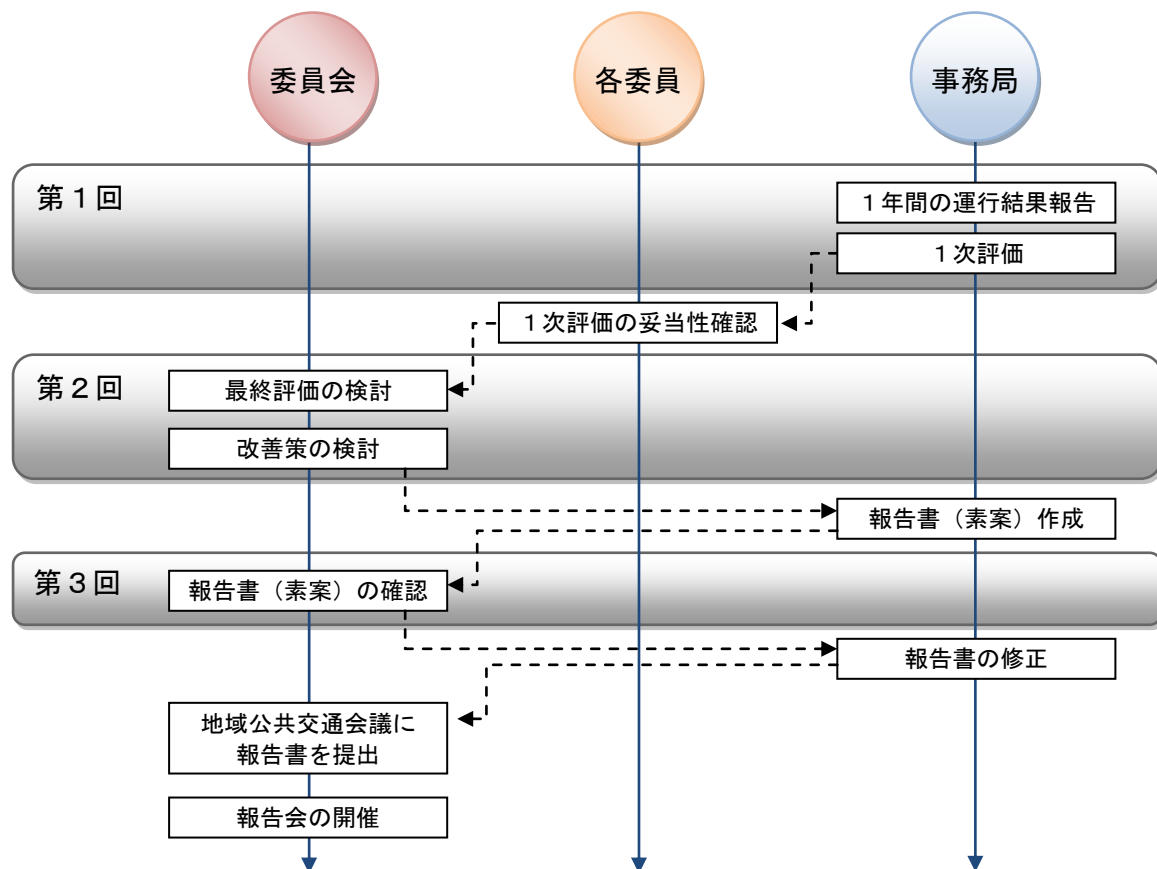 委員会
各委員
事務局
第１回
１年間の運行結果報告
１次評価
１次評価の妥当性確認
第２回
最終評価の検討
改善策の検討
報告書（素案）作成
第３回
報告書（素案）の確認
報告書の修正
地域公共交通会議に
報告書を提出
報告会の開催